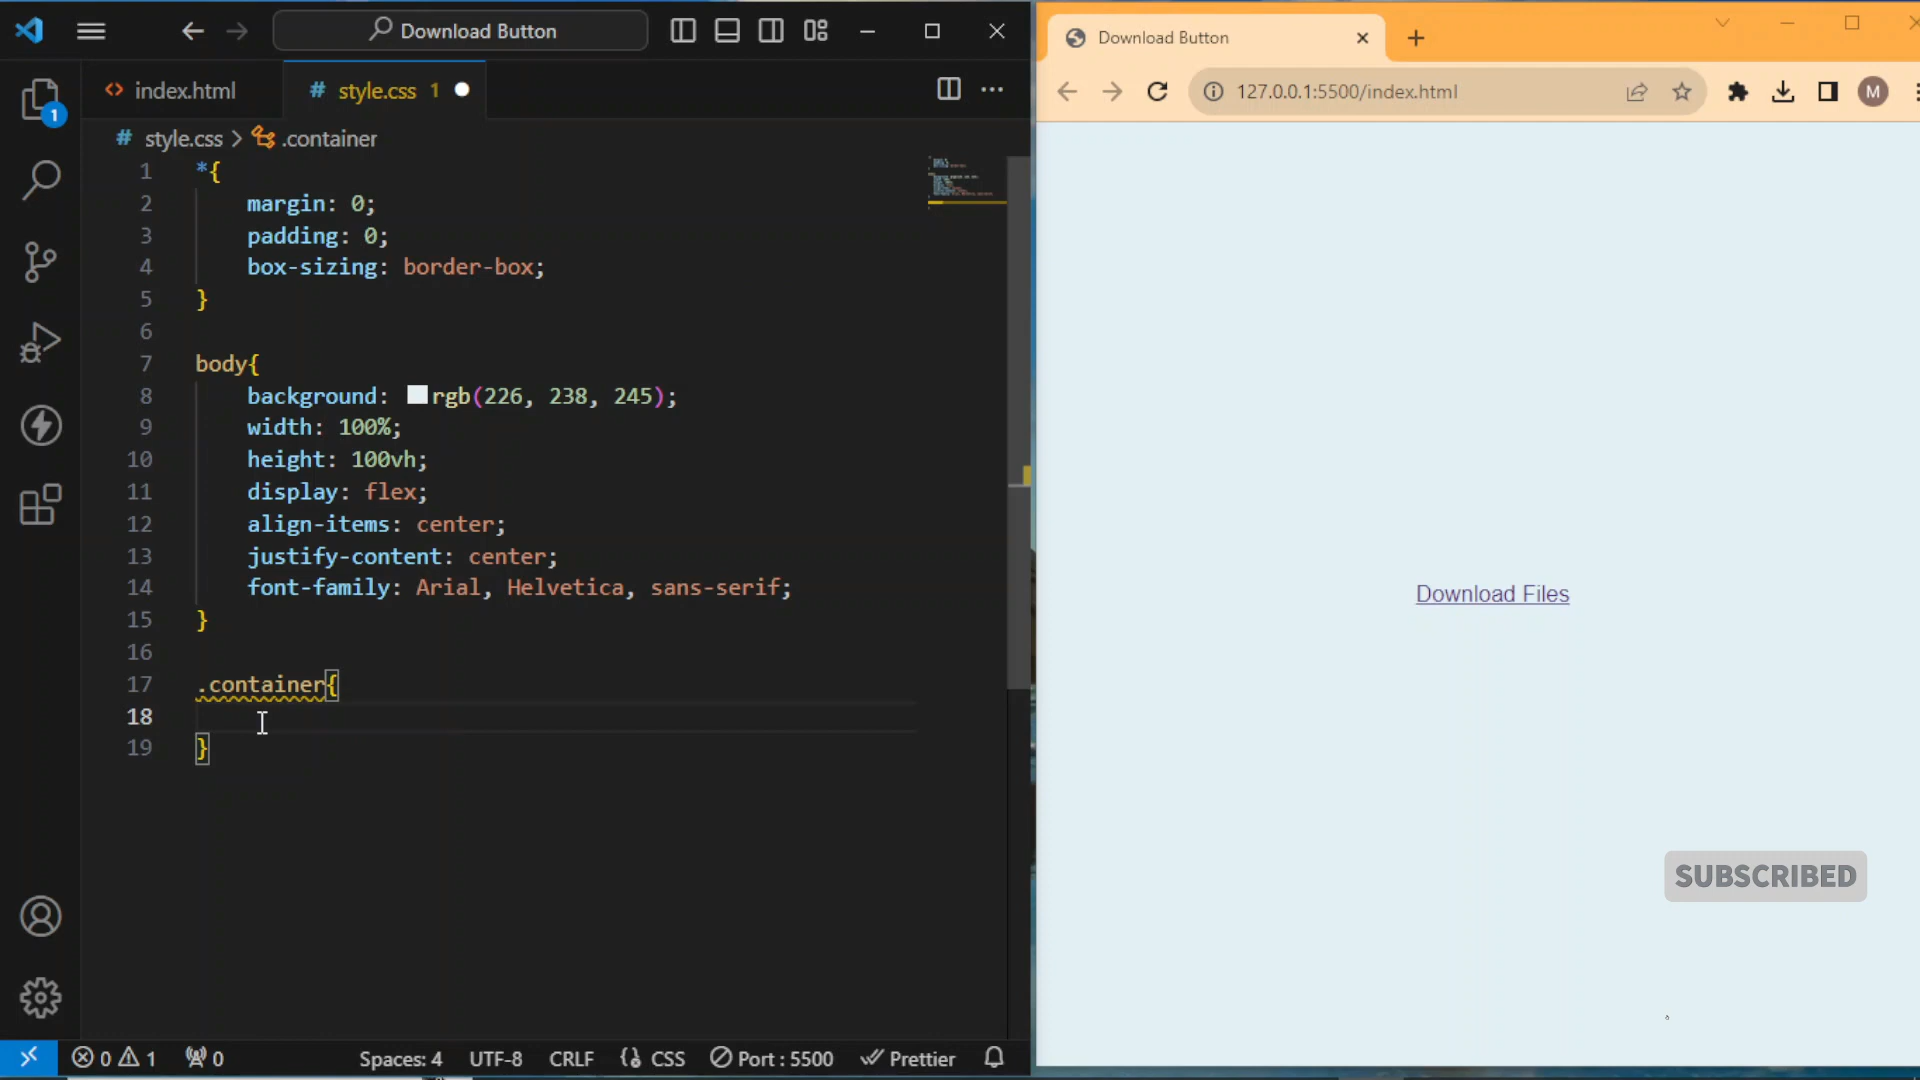 Download Button
index.html
# style.css 1
# style.css > .container
1 *{
2 margin: 0;
3 padding: 0;
4 box-sizing: border-box;
5 }
6
7 body{
8 background: rgb(226, 238, 245);
9 width: 100%;
10 height: 100vh;
11 display: flex;
12 align-items: center;
13 justify-content: center;
14 font-family: Arial, Helvetica, sans-serif;
15 }
16
17 .container{
18
19 }
1
0 1 0
Spaces: 4 UTF-8 CRLF CSS Port : 5500 Prettier
Download Button
127.0.0.1:5500/index.html
M
Download Files
SUBSCRIBED